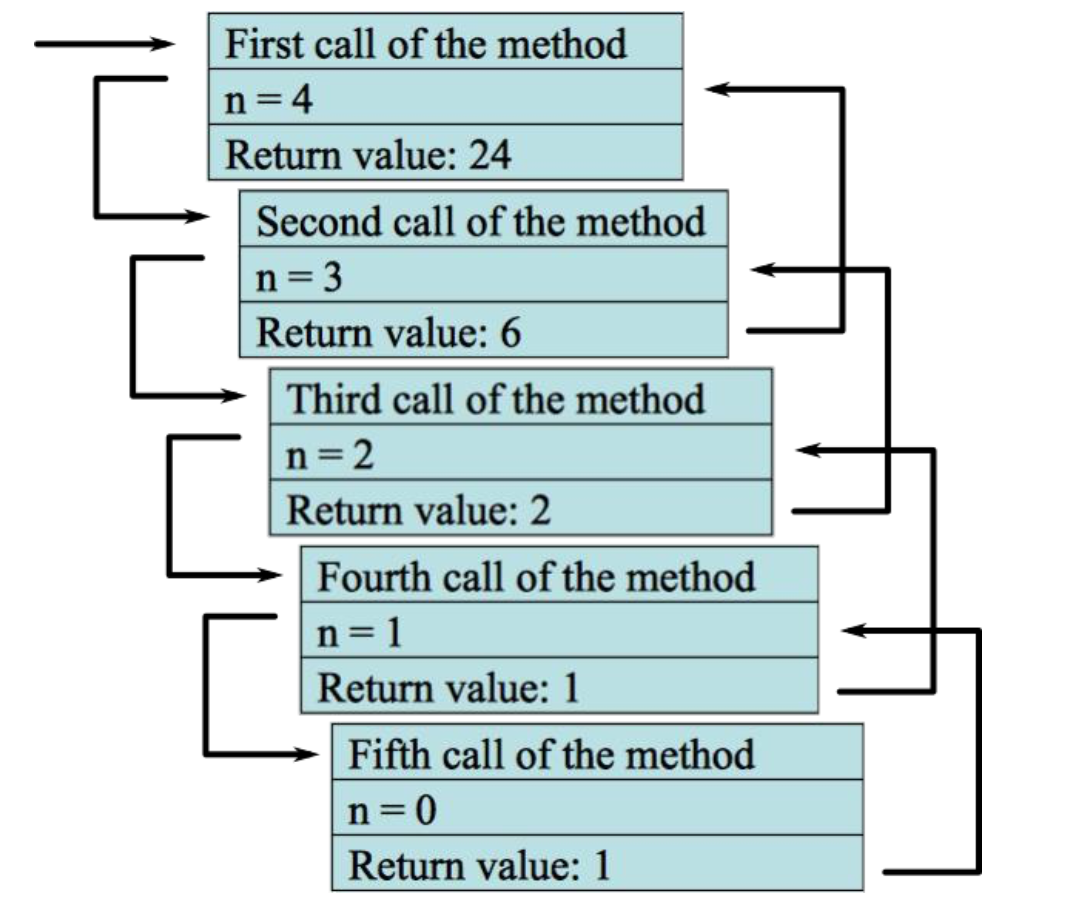 First call of the method
n = 4
Return value: 24
Second call of the method
n = 3
Return value: 6
Third call of the method
n = 2
Return value: 2
Fourth call of the method
n = 1
Return value: 1
Fifth call of the method
n = 0
Return value: 1